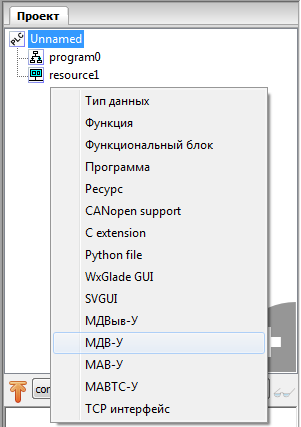 Проект
PLC
Unnamed
program0
resource1
Тип данных
Функция
Функциональный блок
Программа
Ресурс
CANopen support
C extension
Python file
WxGlade GUI
SVGUI
МДВыв-У
МДВ-У
МАВ-У
МАВТС-У
TCP интерфейс